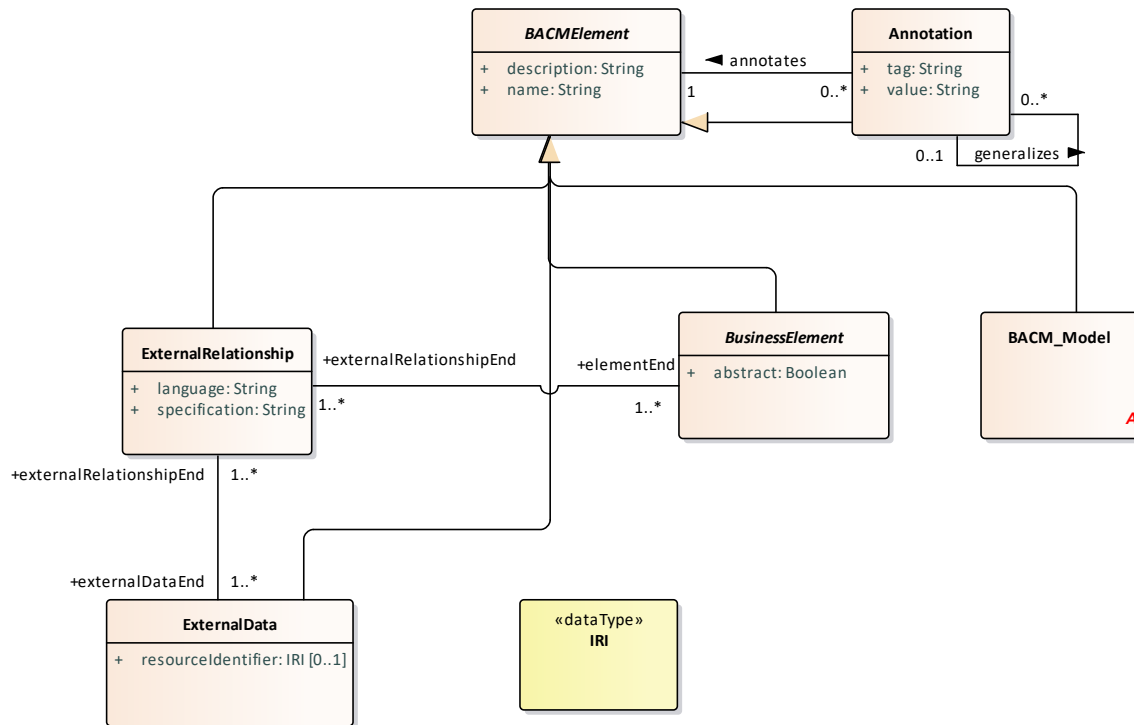 BACMElement
+ description: String
+ name: String
Annotation
+ tag: String
+ value: String
annotates
1
0..*
0..*
0..1
generalizes
ExternalRelationship
+ language: String
+ specification: String
+externalRelationshipEnd
1..*
+elementEnd
1..*
BusinessElement
+ abstract: Boolean
BACM_Model
A
+externalRelationshipEnd
1..*
+externalDataEnd
1..*
ExternalData
+ resourceIdentifier: IRI [0..1]
«dataType»
IRI